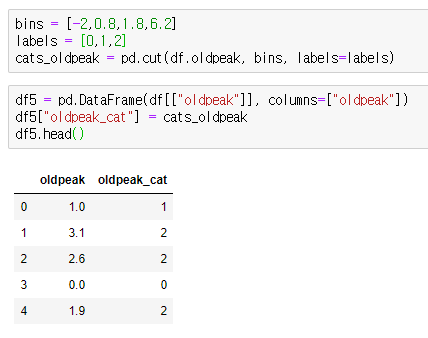 bins = [-2,0.8,1.8,6.2]
labels = [0,1,2]
cats_oldpeak = pd.cut(df.oldpeak, bins, labels=labels)
df5 = pd.DataFrame(df[["oldpeak"]], columns=["oldpeak"])
df5["oldpeak_cat"] = cats_oldpeak
df5.head()
oldpeak oldpeak_cat
0 1.0 1
1 3.1 2
2 2.6 2
3 0.0 0
4 1.9 2